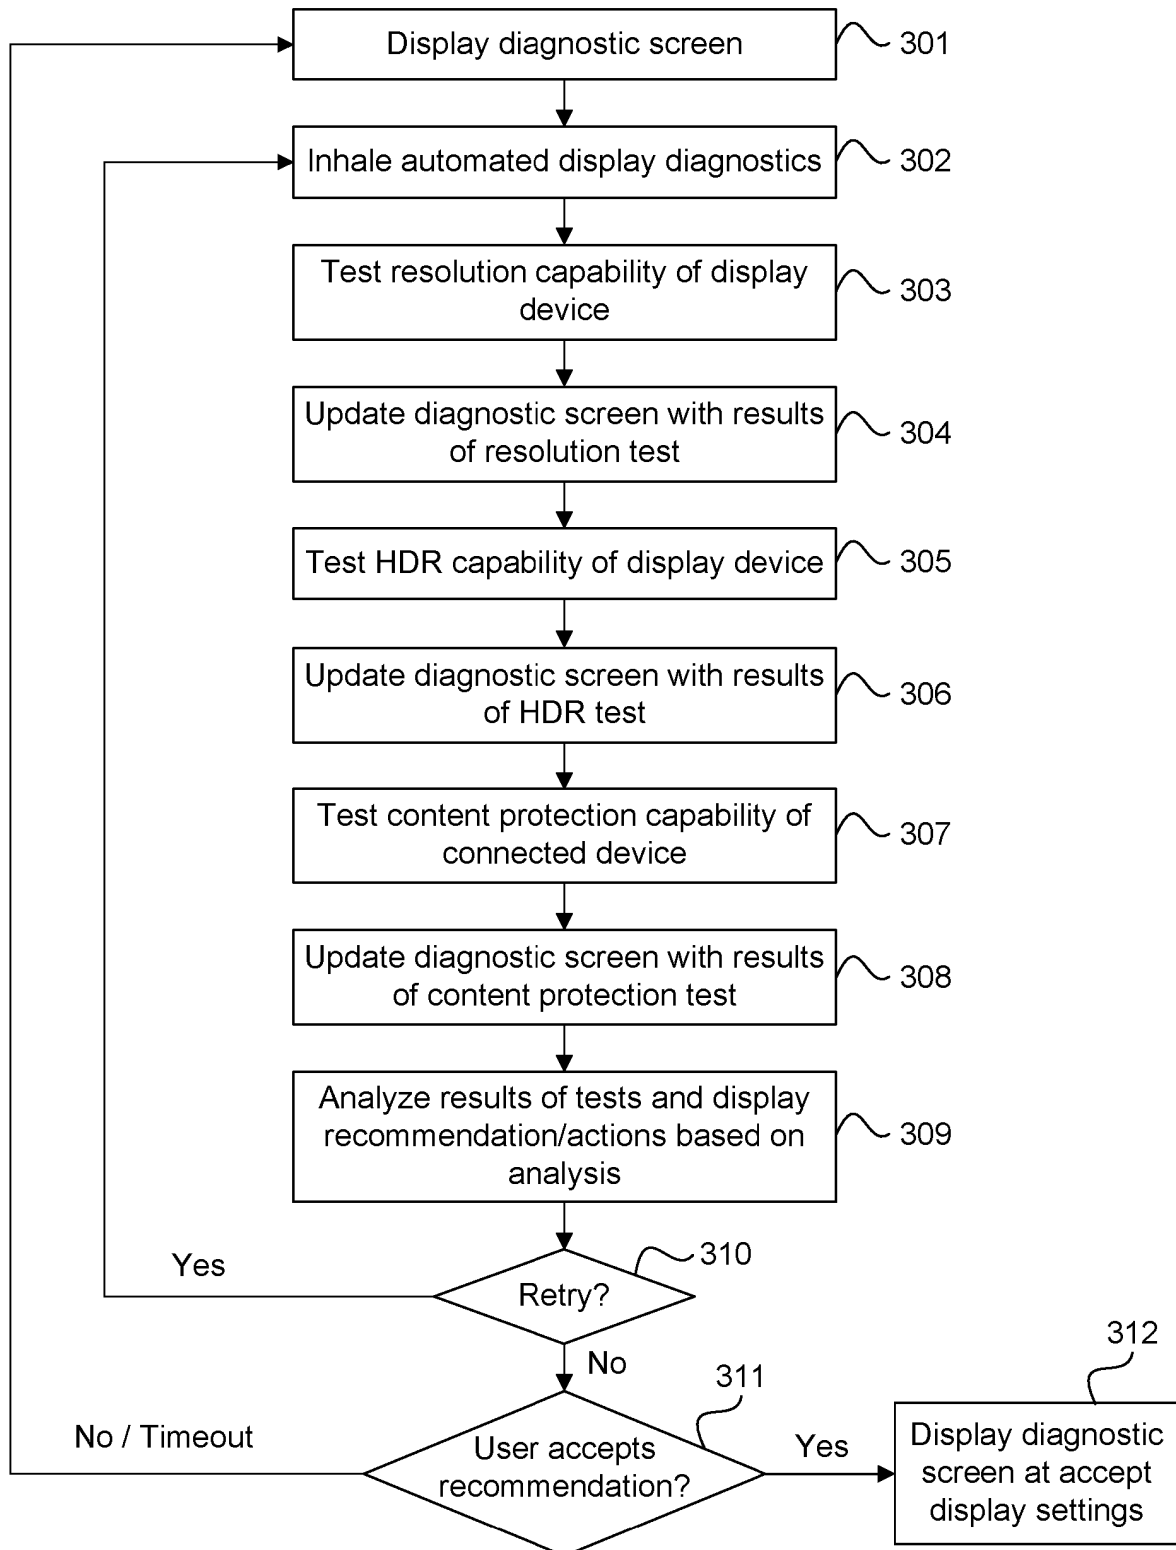 Display diagnostic screen
301
Inhale automated display diagnostics
302
Test resolution capability of display
device
303
Update diagnostic screen with results
of resolution test
304
Test HDR capability of display device
305
Update diagnostic screen with results
of HDR test
306
Test content protection capability of
connected device
307
Update diagnostic screen with results
of content protection test
308
Analyze results of tests and display
recommendation/actions based on
analysis
309
Retry?
310
Yes
No
User accepts
recommendation?
311
No / Timeout
Yes
Display diagnostic
screen at accept
display settings
312